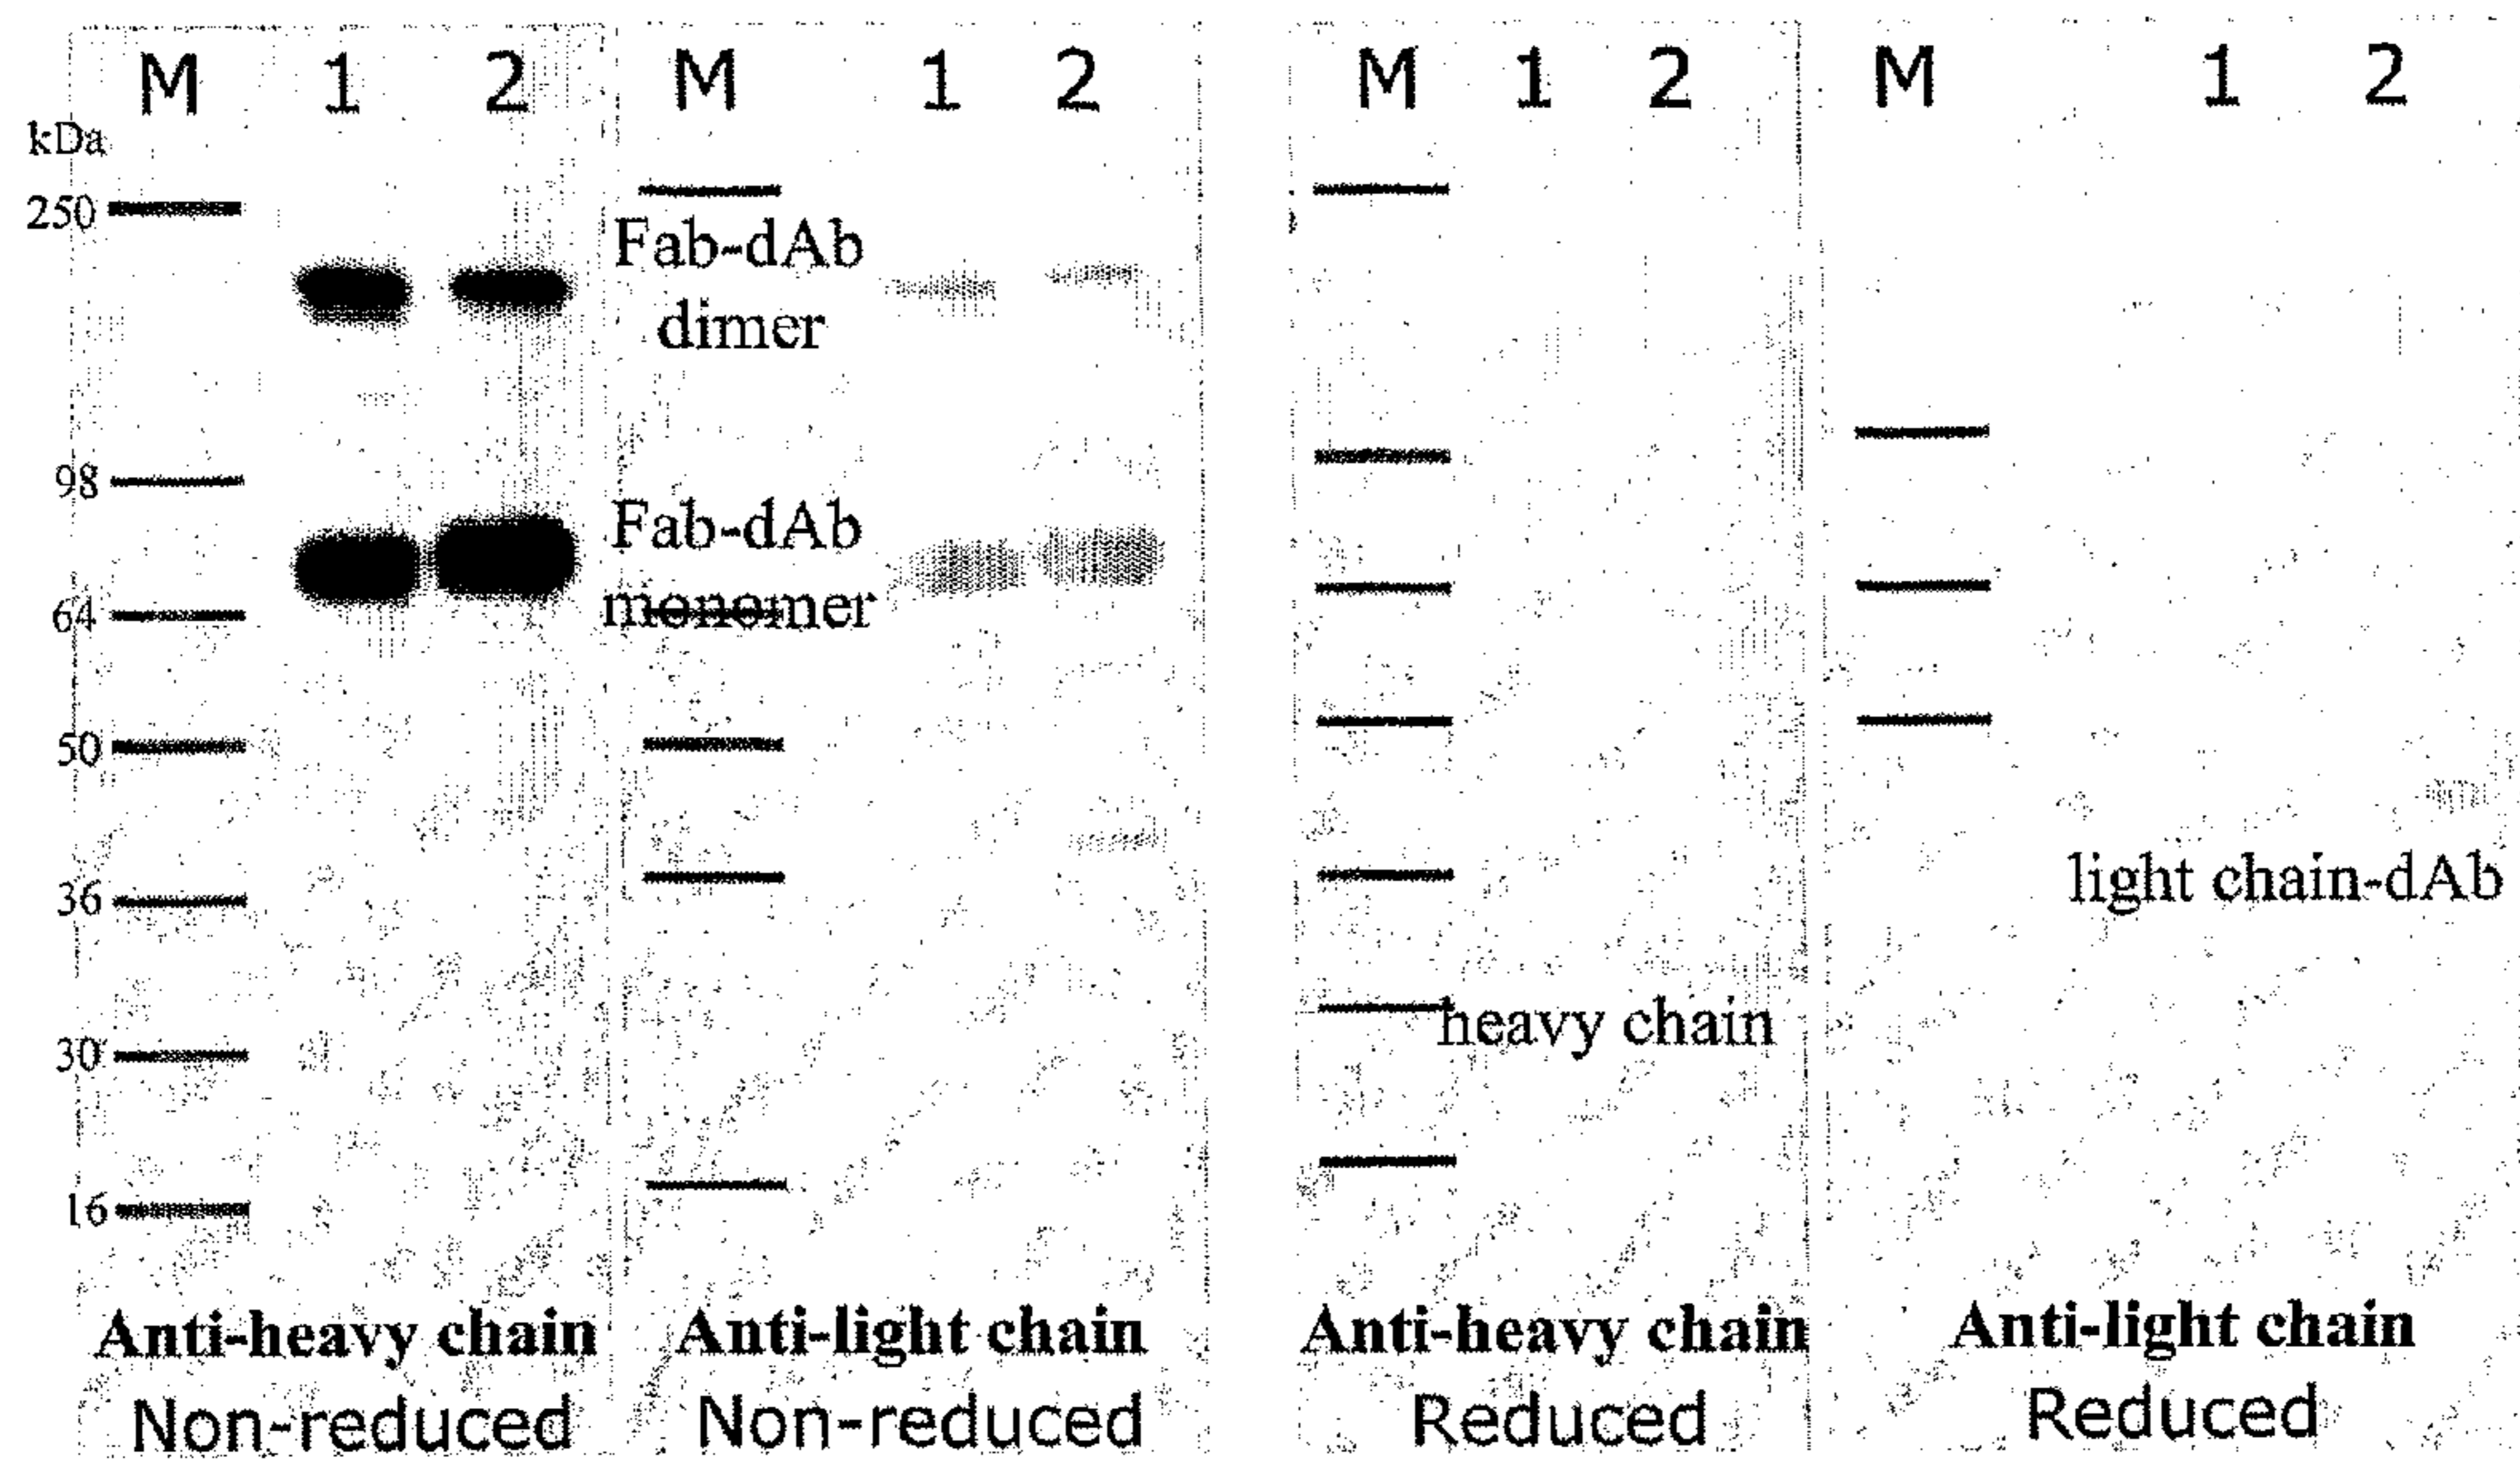 M 1 2 M 1 2 M 1 2 M 1 2
kDa
250
Fab-dAb
dimer
98
Fab-dAb
monomer
64
50
36
light chain-dAb
heavy chain
30
16
Anti-heavy chain Anti-light chain Anti-heavy chain Anti-light chain
Non-reduced Non-reduced Reduced Reduced